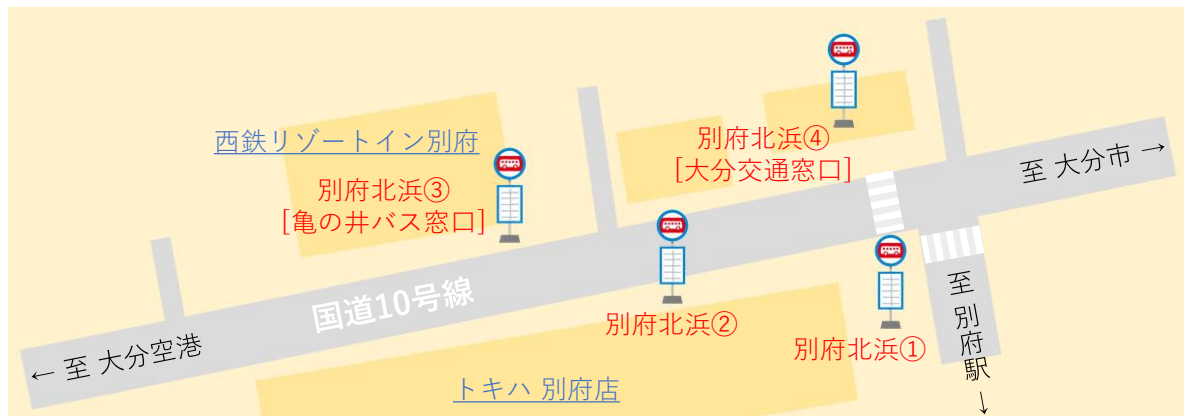 西鉄リゾートイン別府
別府北浜③
[亀の井バス窓口]
別府北浜④
[大分交通窓口]
至 大分市 →
国道10号線
← 至 大分空港
別府北浜②
別府北浜①
至 別府駅 →
トキハ 別府店